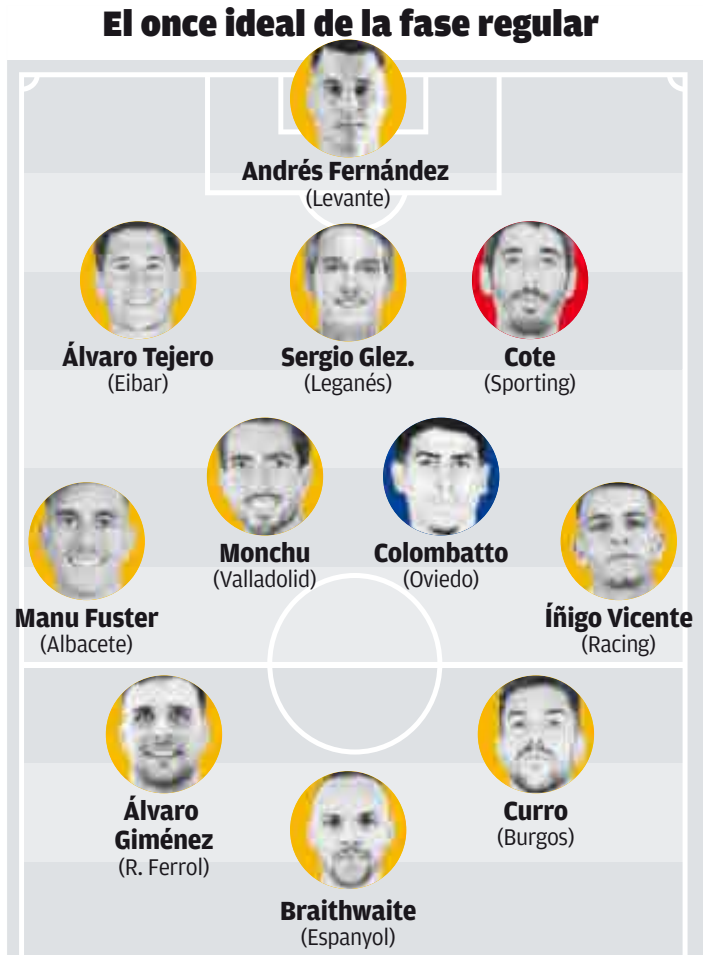 El once ideal de la fase regular
Andrés Fernández
(Levante)
Álvaro Tejero
(Eibar)
Sergio Glez.
(Leganés)
Cote
(Sporting)
Monchu
(Valladolid)
Colombatto
(Oviedo)
Manu Fuster
(Albacete)
Íñigo Vicente
(Racing)
Álvaro
Giménez
(R. Ferrol)
Curro
(Burgos)
Braithwaite
(Espanyol)